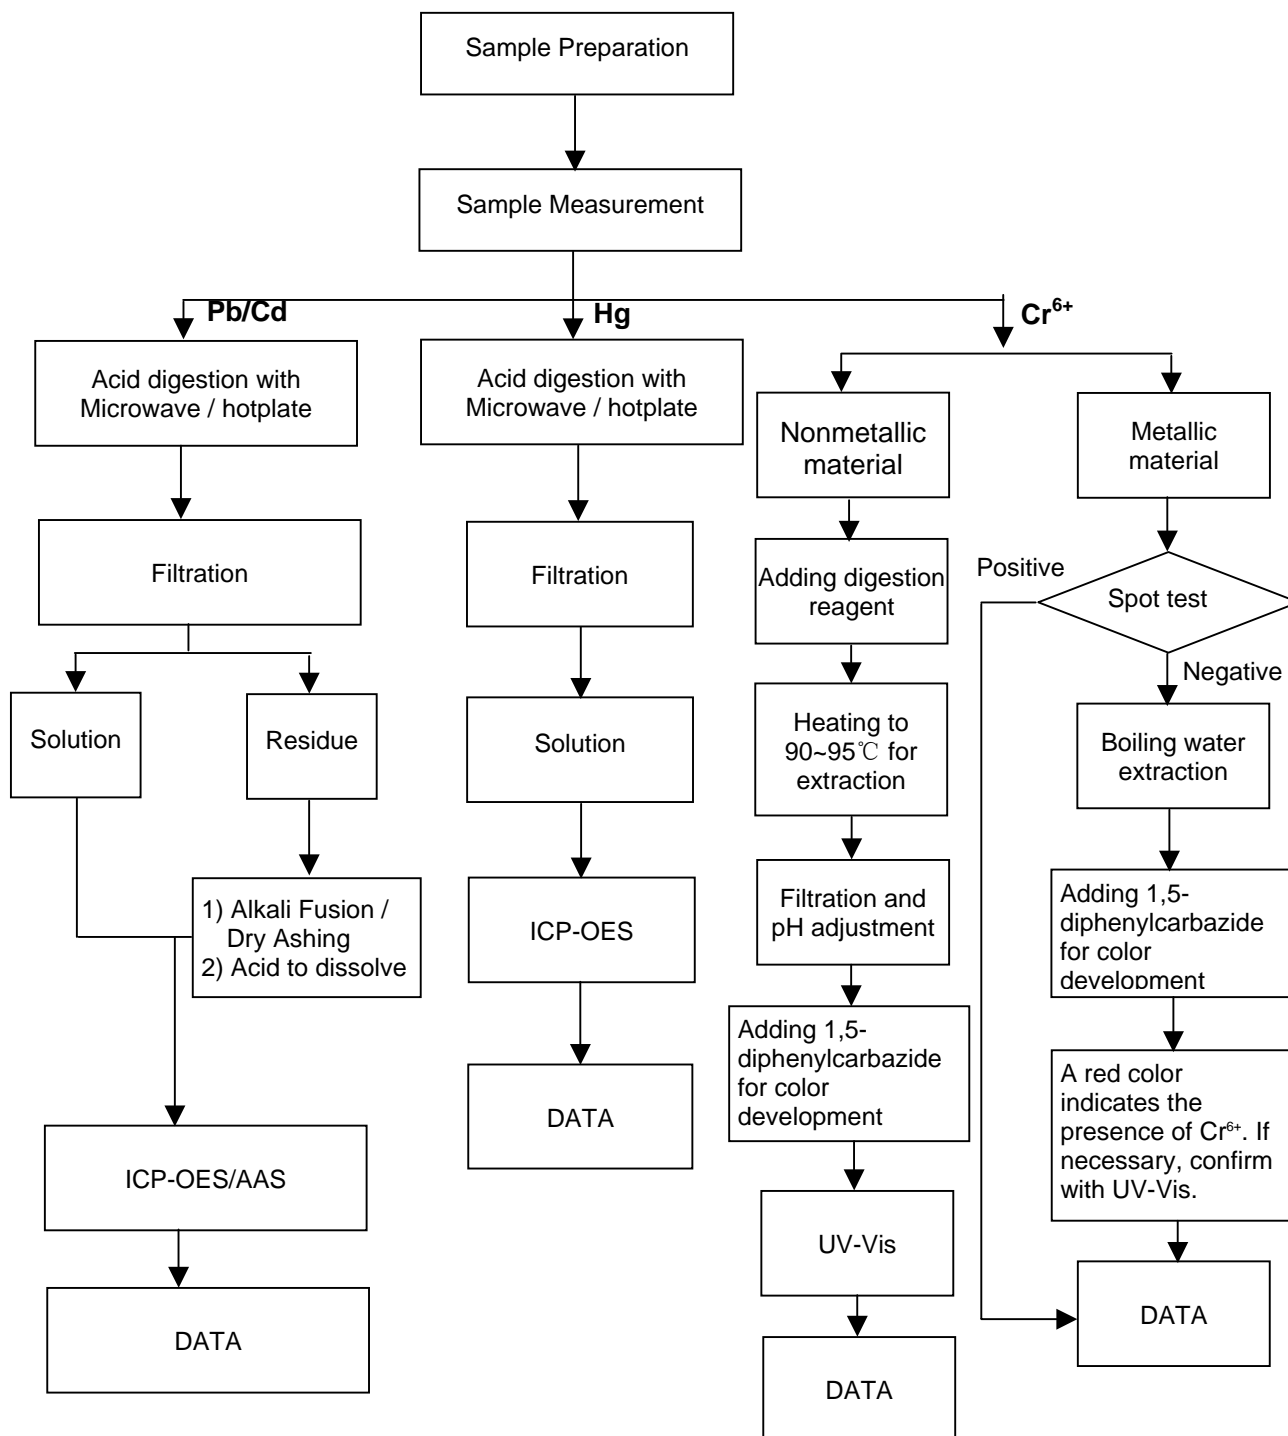 Sample Preparation
Sample Measurement
Pb/Cd
Hg
Cr⁶⁺
Acid digestion with
Microwave / hotplate
Filtration
Solution
Residue
1) Alkali Fusion /
Dry Ashing
2) Acid to dissolve
ICP-OES/AAS
DATA
Acid digestion with
Microwave / hotplate
Filtration
Solution
ICP-OES
DATA
Nonmetallic
material
Adding digestion
reagent
Heating to
90~95℃ for
extraction
Filtration and
pH adjustment
Adding 1,5-
diphenylcarbazide
for color
development
UV-Vis
DATA
Metallic
material
Spot test
Positive
Negative
Boiling water
extraction
Adding 1,5-
diphenylcarbazide
for color
development
A red color
indicates the
presence of Cr⁶⁺. If
necessary, confirm
with UV-Vis.
DATA